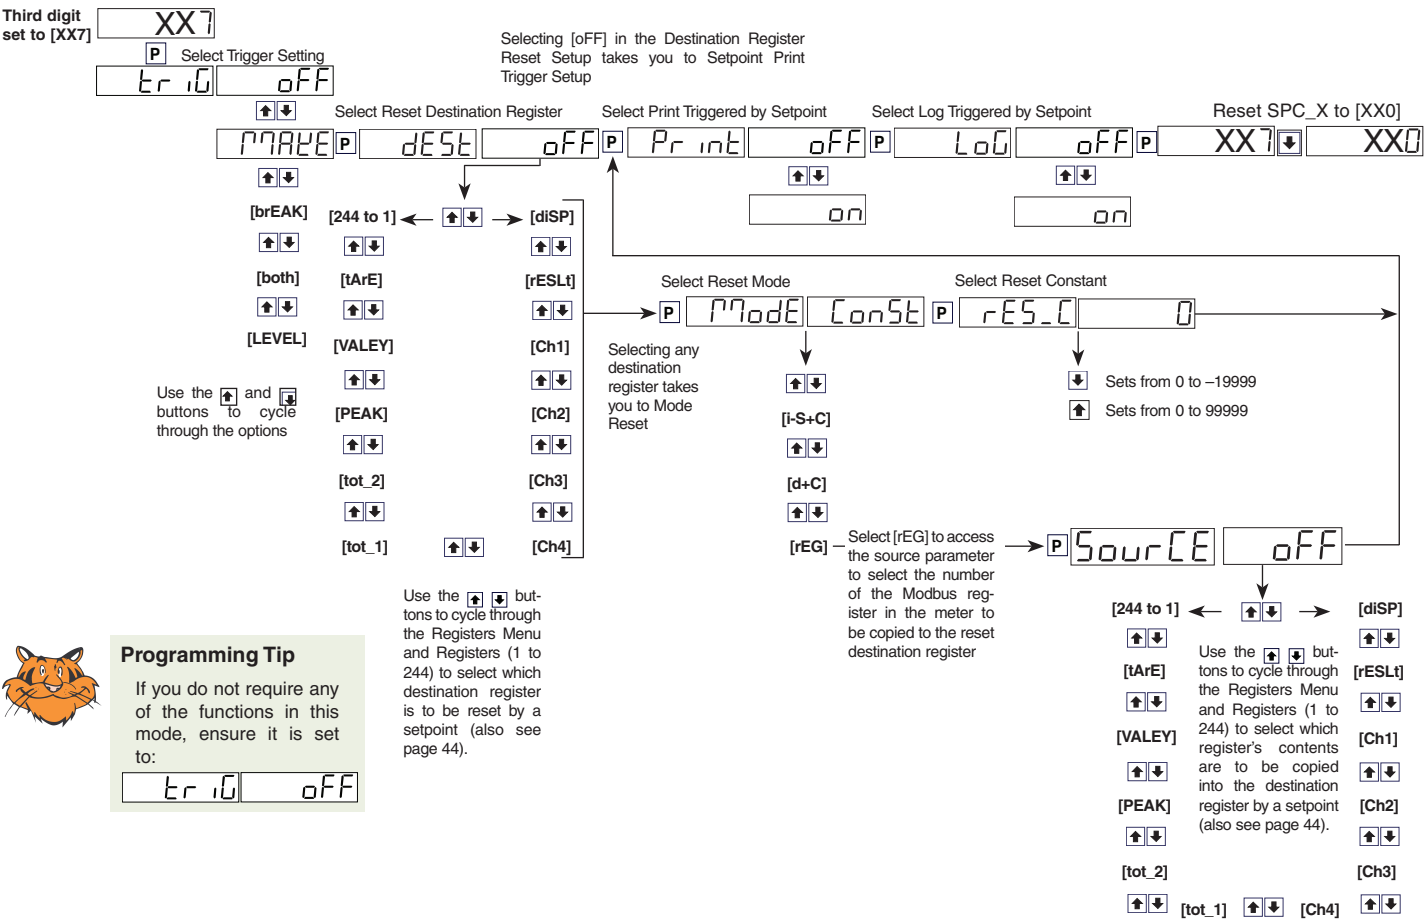 Third digit
set to [XX7]
XX7
P
Select Trigger Setting
triG
oFF
Selecting [oFF] in the Destination Register
Reset Setup takes you to Setpoint Print
Trigger Setup
Select Reset Destination Register
Select Print Triggered by Setpoint
Select Log Triggered by Setpoint
Reset SPC_X to [XX0]
MAKE
P
dESt
oFF
P
Print
oFF
P
LoG
oFF
P
XX7
XX0
on
on
[brEAK]
[both]
[LEVEL]
Use the and
buttons to cycle
through the options
[244 to 1]
[diSP]
[tArE]
[rESLt]
[VALEY]
[Ch1]
[PEAK]
[Ch2]
[tot_2]
[Ch3]
[tot_1]
[Ch4]
Use the but-
tons to cycle through
the Registers Menu
and Registers (1 to
244) to select which
destination register
is to be reset by a
setpoint (also see
page 44).
Select Reset Mode
Select Reset Constant
P
ModE
ConSt
P
rES_C
0
Selecting any
destination
register takes
you to Mode
Reset
Sets from 0 to –19999
Sets from 0 to 99999
[i-S+C]
[d+C]
[rEG]
Select [rEG] to access
the source parameter
to select the number
of the Modbus reg-
ister in the meter to
be copied to the reset
destination register
P
SourCE
oFF
[244 to 1]
[diSP]
[tArE]
[rESLt]
[VALEY]
[Ch1]
[PEAK]
[Ch2]
[tot_2]
[Ch3]
[tot_1]
[Ch4]
Use the but-
tons to cycle through
the Registers Menu
and Registers (1 to
244) to select which
register's contents
are to be copied
into the destination
register by a setpoint
(also see page 44).
Programming Tip
If you do not require any
of the functions in this
mode, ensure it is set
to:
triG
oFF